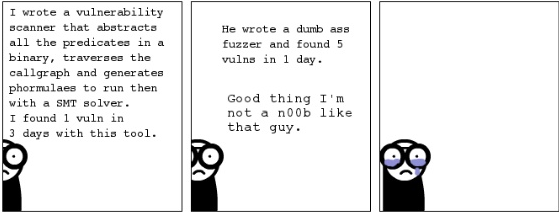 I wrote a vulnerability
scanner that abstracts
all the predicates in a
binary, traverses the
callgraph and generates
phormulaes to run then
with a SMT solver.
I found 1 vuln in
3 days with this tool.
He wrote a dumb ass
fuzzer and found 5
vulns in 1 day.
Good thing I'm
not a n00b like
that guy.